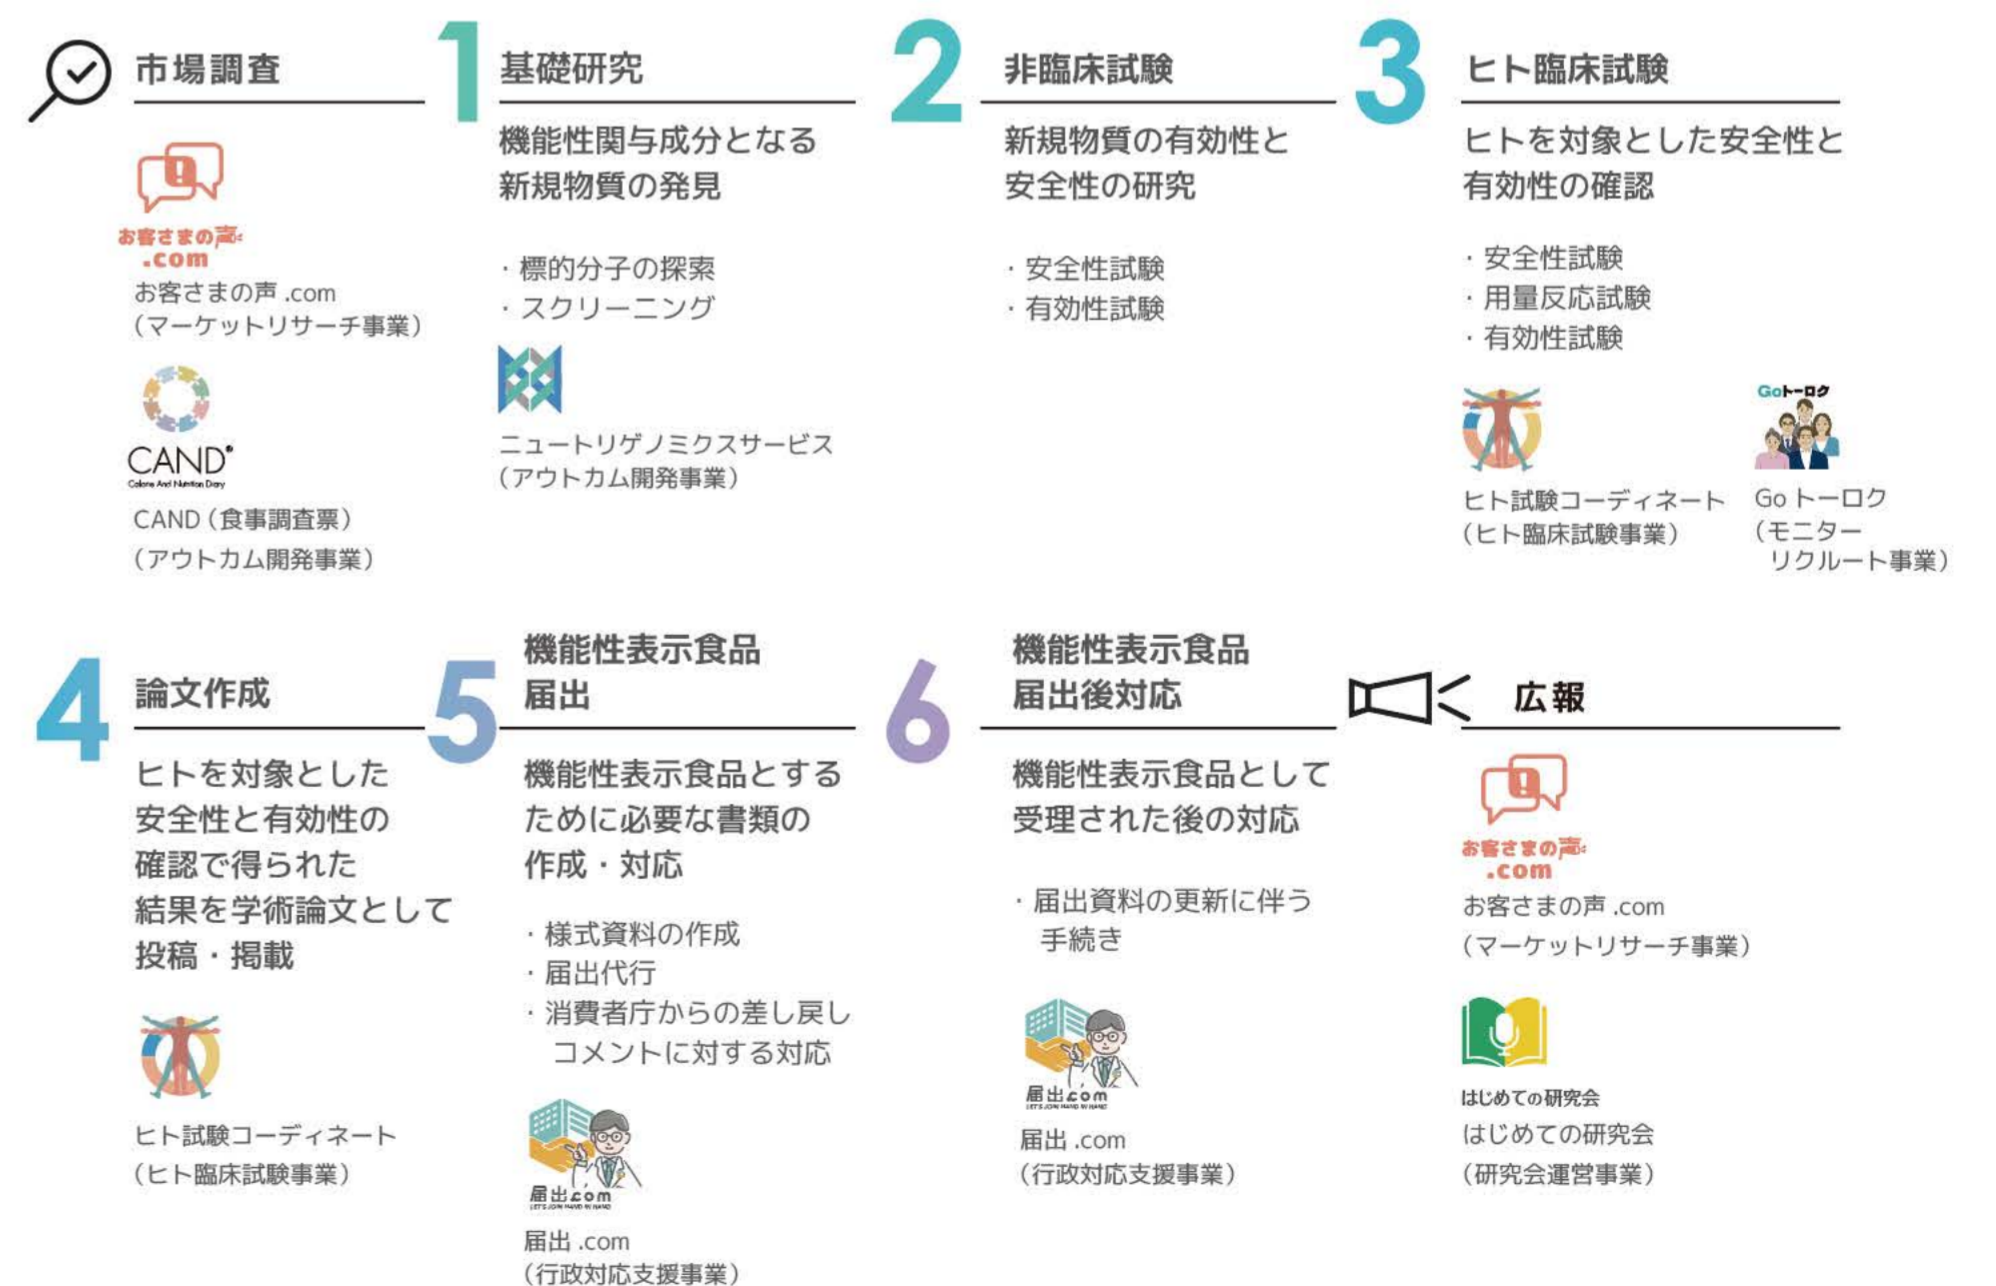 市場調査
お客さまの声
.com
お客さまの声 .com
(マーケットリサーチ事業)
CAND®
Calorie And Nutrition Diary
CAND(食事調査票)
(アウトカム開発事業)
1
基礎研究
機能性関与成分となる
新規物質の発見
・標的分子の探索
・スクリーニング
ニュートリゲノミクスサービス
(アウトカム開発事業)
2
非臨床試験
新規物質の有効性と
安全性の研究
・安全性試験
・有効性試験
3
ヒト臨床試験
ヒトを対象とした安全性と
有効性の確認
・安全性試験
・用量反応試験
・有効性試験
ヒト試験コーディネート
(ヒト臨床試験事業)
Goトーロク
Go トーロク
(モニター
リクルート事業)
4
論文作成
ヒトを対象とした
安全性と有効性の
確認で得られた
結果を学術論文として
投稿・掲載
ヒト試験コーディネート
(ヒト臨床試験事業)
5
機能性表示食品
届出
機能性表示食品とする
ために必要な書類の
作成・対応
・様式資料の作成
・届出代行
・消費者庁からの差し戻し
コメントに対する対応
届出.com
LET'S JOIN HAND IN HAND
届出 .com
(行政対応支援事業)
6
機能性表示食品
届出後対応
機能性表示食品として
受理された後の対応
・届出資料の更新に伴う
手続き
届出.com
LET'S JOIN HAND IN HAND
届出 .com
(行政対応支援事業)
広報
お客さまの声
.com
お客さまの声 .com
(マーケットリサーチ事業)
はじめての研究会
はじめての研究会
(研究会運営事業)